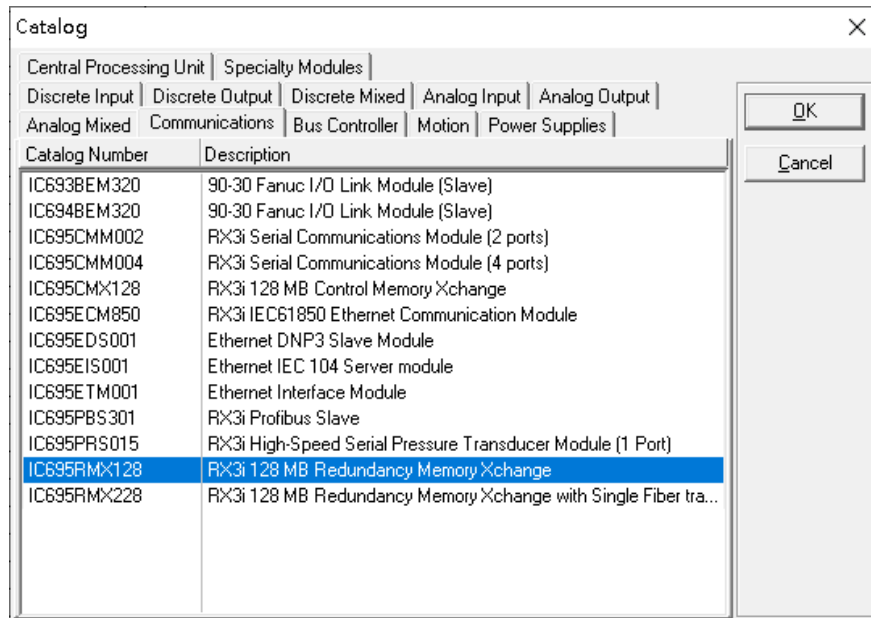 Catalog
Central Processing Unit Specialty Modules
Discrete Input Discrete Output Discrete Mixed Analog Input Analog Output
Analog Mixed Communications Bus Controller Motion Power Supplies
OK
Cancel
Catalog Number Description
IC693BEM320 90-30 Fanuc I/O Link Module (Slave)
IC694BEM320 90-30 Fanuc I/O Link Module (Slave)
IC695CMM002 RX3i Serial Communications Module (2 ports)
IC695CMM004 RX3i Serial Communications Module (4 ports)
IC695CMX128 RX3i 128 MB Control Memory Xchange
IC695ECM850 RX3i IEC61850 Ethernet Communication Module
IC695EDS001 Ethernet DNP3 Slave Module
IC695EIS001 Ethernet IEC 104 Server module
IC695ETM001 Ethernet Interface Module
IC695PBS301 RX3i Profibus Slave
IC695PRS015 RX3i High-Speed Serial Pressure Transducer Module (1 Port)
IC695RMX128 RX3i 128 MB Redundancy Memory Xchange
IC695RMX228 RX3i 128 MB Redundancy Memory Xchange with Single Fiber tra...